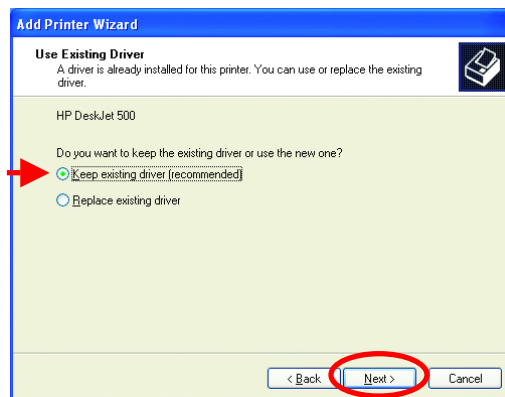 Add Printer Wizard
Use Existing Driver
A driver is already installed for this printer. You can use or replace the existing
driver.
HP DeskJet 500
Do you want to keep the existing driver or use the new one?
Keep existing driver (recommended)
Replace existing driver
< Back Next > Cancel